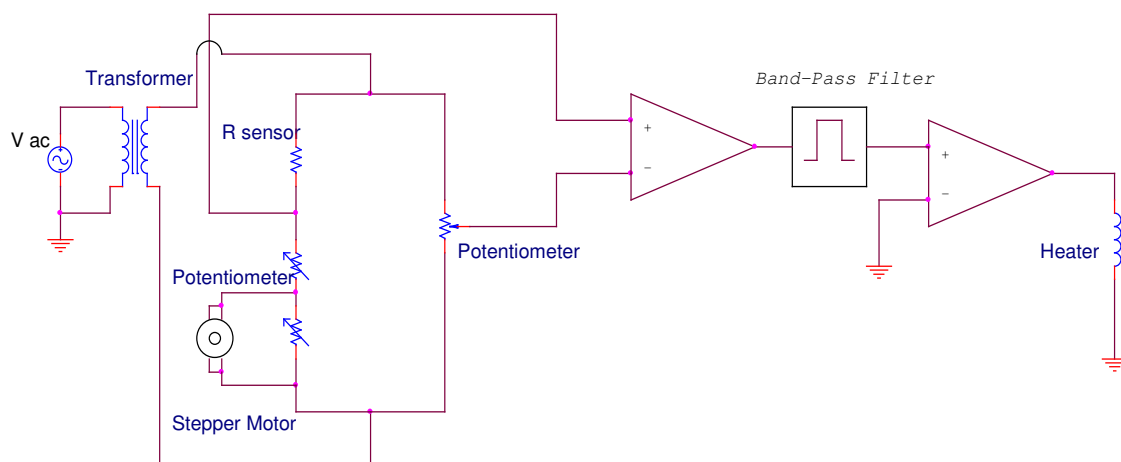 Band-Pass Filter
Transformer
V ac
R sensor
+
-
+
-
Potentiometer
Potentiometer
Heater
Stepper Motor